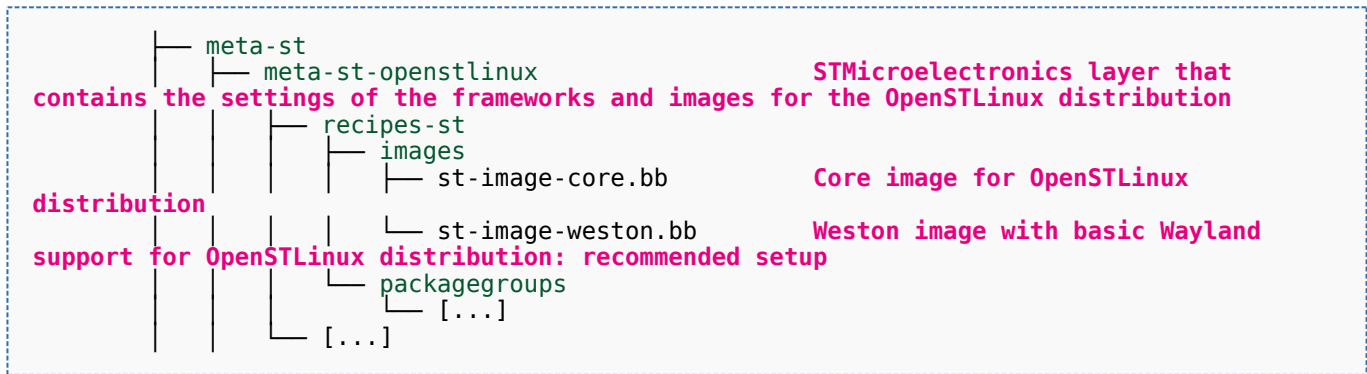 ├── meta-st
│   ├── meta-st-openstlinux                   STMicroelectronics layer that
contains the settings of the frameworks and images for the OpenSTLinux distribution
│   │   ├── recipes-st
│   │   │   ├── images
│   │   │   │   ├── st-image-core.bb          Core image for OpenSTLinux
distribution
│   │   │   │   └── st-image-weston.bb        Weston image with basic Wayland
support for OpenSTLinux distribution: recommended setup
│   │   │   └── packagegroups
│   │   │       └── [...]
│   │   └── [...]